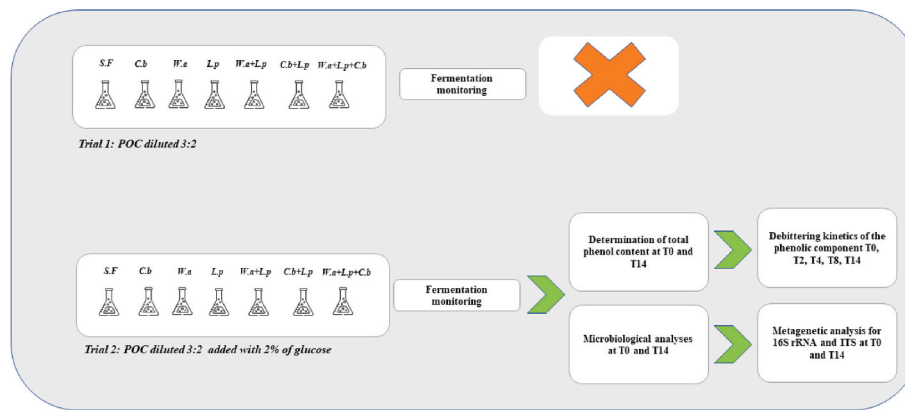 S.F C.b W.a L.p W.a+L.p C.b+L.p W.a+L.p+C.b
Fermentation
monitoring
Trial 1: POC diluted 3:2
S.F C.b W.a L.p W.a+L.p C.b+L.p W.a+L.p+C.b
Trial 2: POC diluted 3:2 added with 2% of glucose
Fermentation
monitoring
Determination of total
phenol content at T0 and
T14
Debittering kinetics of the
phenolic component T0,
T2, T4, T8, T14
Microbiological analyses
at T0 and T14
Metagenetic analysis for
16S rRNA and ITS at T0
and T14